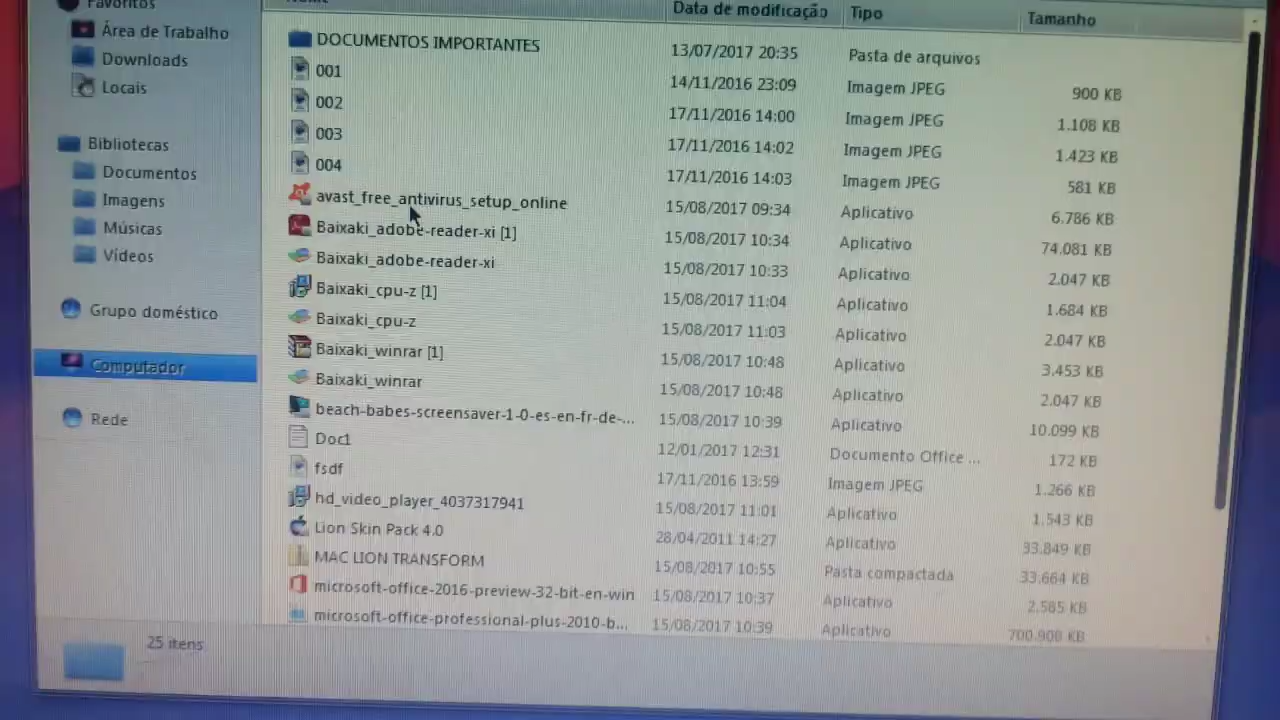 Favoritos
Área de Trabalho
Downloads
Locais
Bibliotecas
Documentos
Imagens
Músicas
Vídeos
Grupo doméstico
Computador
Rede
Data de modificação Tipo Tamanho
DOCUMENTOS IMPORTANTES 13/07/2017 20:35 Pasta de arquivos
001 14/11/2016 23:09 Imagem JPEG 900 KB
002 17/11/2016 14:00 Imagem JPEG 1.108 KB
003 17/11/2016 14:02 Imagem JPEG 1.423 KB
004 17/11/2016 14:03 Imagem JPEG 581 KB
avast_free_antivirus_setup_online 15/08/2017 09:34 Aplicativo 6.786 KB
Baixaki_adobe-reader-xi [1] 15/08/2017 10:34 Aplicativo 74.081 KB
Baixaki_adobe-reader-xi 15/08/2017 10:33 Aplicativo 2.047 KB
Baixaki_cpu-z [1] 15/08/2017 11:04 Aplicativo 1.684 KB
Baixaki_cpu-z 15/08/2017 11:03 Aplicativo 2.047 KB
Baixaki_winrar [1] 15/08/2017 10:48 Aplicativo 3.453 KB
Baixaki_winrar 15/08/2017 10:48 Aplicativo 2.047 KB
beach-babes-screensaver-1-0-es-en-fr-de-... 15/08/2017 10:39 Aplicativo 10.099 KB
Doc1 12/01/2017 12:31 Documento Office ... 172 KB
fsdf 17/11/2016 13:59 Imagem JPEG 1.266 KB
hd_video_player_4037317941 15/08/2017 11:01 Aplicativo 1.543 KB
Lion Skin Pack 4.0 28/04/2011 14:27 Aplicativo 33.849 KB
MAC LION TRANSFORM 15/08/2017 10:55 Pasta compactada 33.664 KB
microsoft-office-2016-preview-32-bit-en-win 15/08/2017 10:37 Aplicativo 2.585 KB
microsoft-office-professional-plus-2010-b... 15/08/2017 10:39 Aplicativo 700.908 KB
25 itens